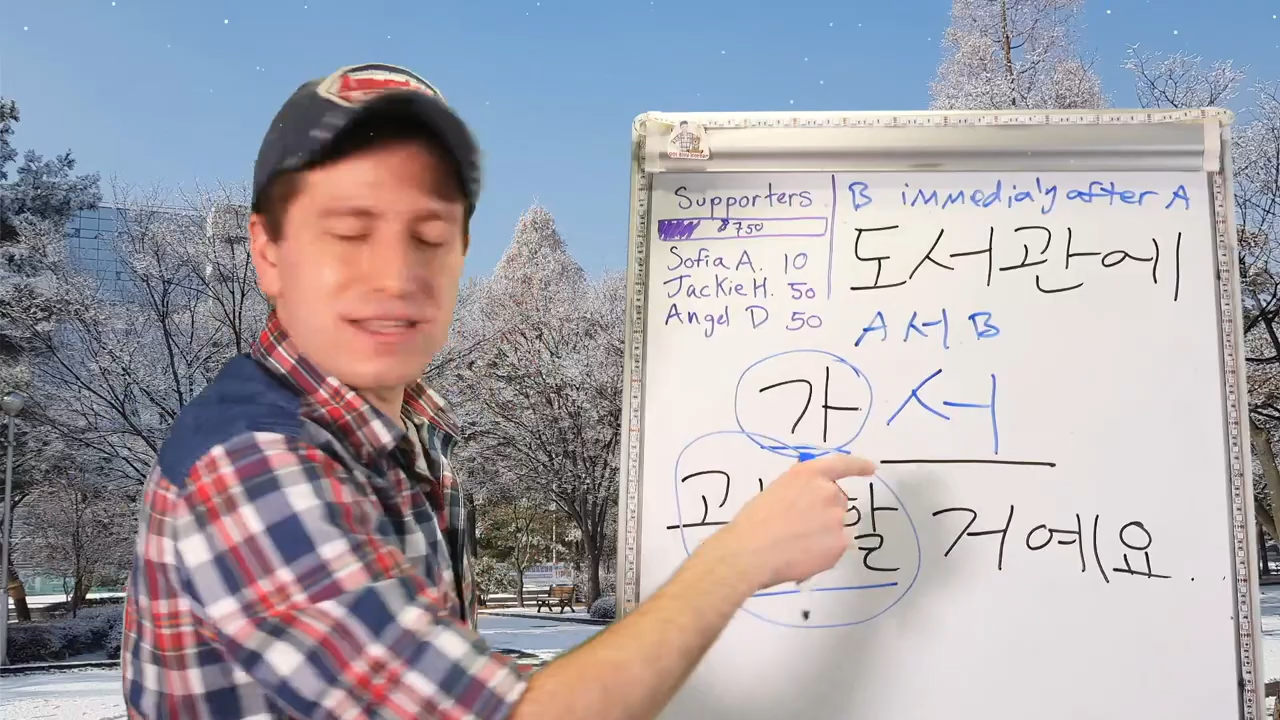 Supporters
$750
Sofia A. 10
Jackie H. 50
Angel D 50
B immedialy after A
도서관에
A 서 B
가 서
할 거예요.